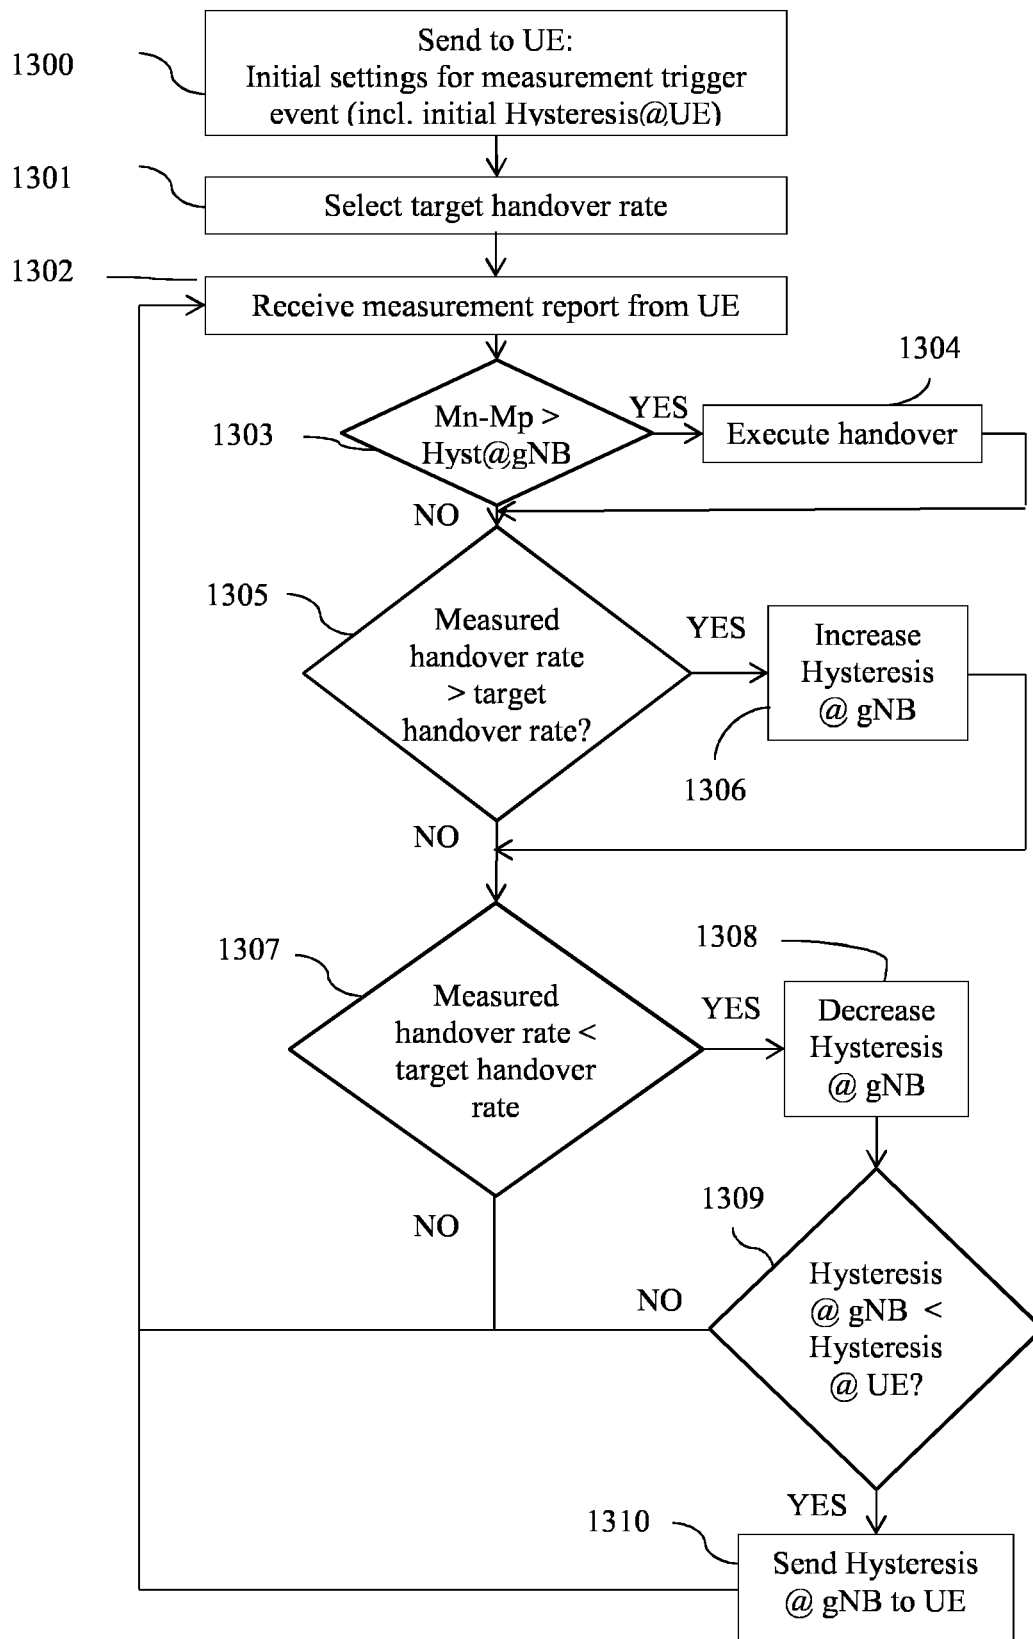 Send to UE:
1300
Initial settings for measurement trigger
event (incl. initial Hysteresis@UE)
1301
Select target handover rate
1302
Receive measurement report from UE
1304
Mn-Mp >
YES
1303
Hyst@gNB
Execute handover
NO
1305
Measured
handover rate
> target
handover rate?
YES
Increase
Hysteresis
@ gNB
1306
NO
1307
1308
Measured
handover rate <
target handover
rate
YES
Decrease
Hysteresis
@ gNB
NO
1309
Hysteresis
@ gNB <
Hysteresis
@ UE?
NO
YES
1310
Send Hysteresis
@ gNB to UE